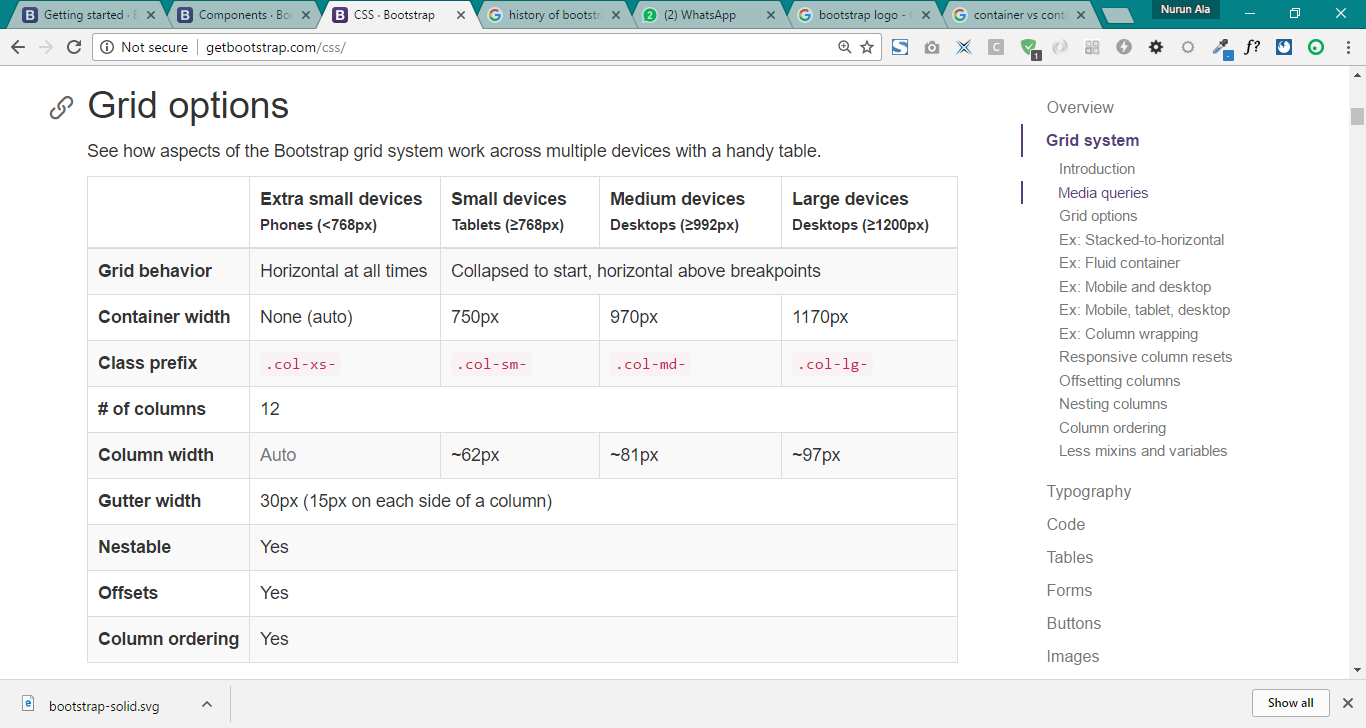 Getting started ·
Components · Bo
CSS · Bootstrap
history of bootstr
(2) WhatsApp
bootstrap logo -
container vs cont
Nurun Ala
Not secure | getbootstrap.com/css/
1
f?
Grid options
See how aspects of the Bootstrap grid system work across multiple devices with a handy table.
Extra small devices Small devices Medium devices Large devices
Phones (<768px) Tablets (≥768px) Desktops (≥992px) Desktops (≥1200px)
Grid behavior Horizontal at all times Collapsed to start, horizontal above breakpoints
Container width None (auto) 750px 970px 1170px
Class prefix .col-xs- .col-sm- .col-md- .col-lg-
# of columns 12
Column width Auto ~62px ~81px ~97px
Gutter width 30px (15px on each side of a column)
Nestable Yes
Offsets Yes
Column ordering Yes
Overview
Grid system
Introduction
Media queries
Grid options
Ex: Stacked-to-horizontal
Ex: Fluid container
Ex: Mobile and desktop
Ex: Mobile, tablet, desktop
Ex: Column wrapping
Responsive column resets
Offsetting columns
Nesting columns
Column ordering
Less mixins and variables
Typography
Code
Tables
Forms
Buttons
Images
bootstrap-solid.svg
Show all